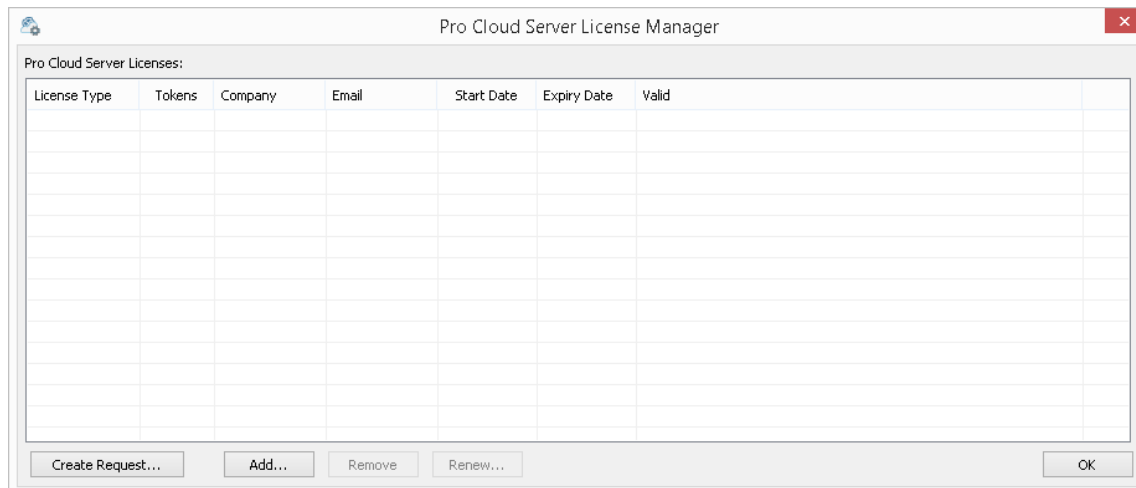 Pro Cloud Server License Manager
Pro Cloud Server Licenses:
License Type Tokens Company Email Start Date Expiry Date Valid
Create Request... Add... Remove Renew... OK